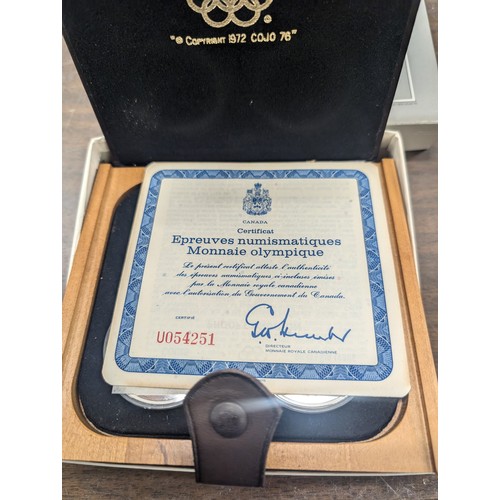 "© COPYRIGHT 1972 COJO 76"
CANADA
Certificat
Epreuves numismatiques
Monnaie olympique
Le présent certificat atteste l'authenticité
des épreuves numismatiques ci-incluses émises
par la Monnaie royale canadienne
avec l'autorisation du Gouvernement du Canada.
CERTIFIÉ
U054251
DIRECTEUR
MONNAIE ROYALE CANADIENNE